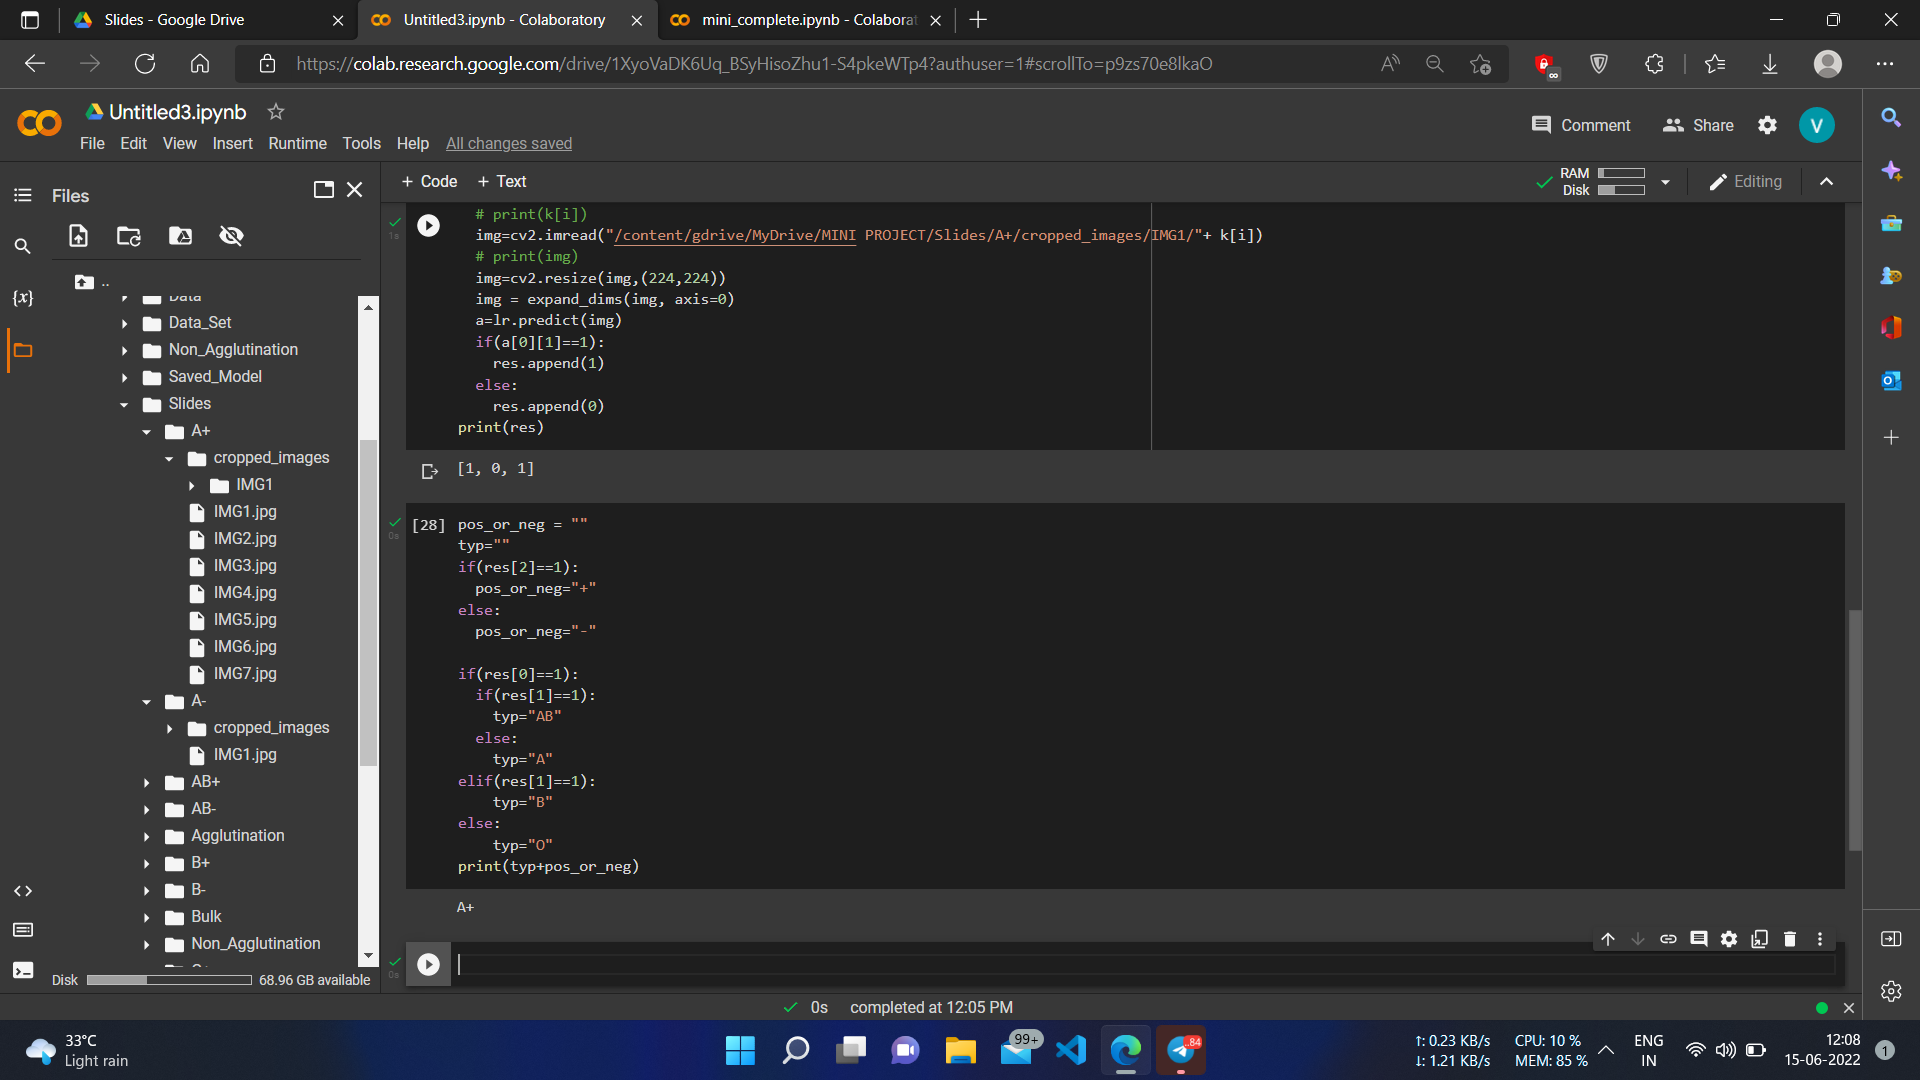 Slides - Google Drive
Untitled3.ipynb - Colaboratory
mini_complete.ipynb - Colaborat
https://colab.research.google.com/drive/1XyoVaDK6Uq_BSyHisoZhu1-S4pkeWTp4?authuser=1#scrollTo=p9zs70e8lkaO
Untitled3.ipynb
File Edit View Insert Runtime Tools Help All changes saved
Comment Share V
Files
+ Code + Text
RAM
Disk
Editing
..
Data
Data_Set
Non_Agglutination
Saved_Model
Slides
A+
cropped_images
IMG1
IMG1.jpg
IMG2.jpg
IMG3.jpg
IMG4.jpg
IMG5.jpg
IMG6.jpg
IMG7.jpg
A-
cropped_images
IMG1.jpg
AB+
AB-
Agglutination
B+
B-
Bulk
Non_Agglutination
Disk 68.96 GB available
1s
# print(k[i])
img=cv2.imread("/content/gdrive/MyDrive/MINI PROJECT/Slides/A+/cropped_images/IMG1/"+ k[i])
# print(img)
img=cv2.resize(img,(224,224))
img = expand_dims(img, axis=0)
a=lr.predict(img)
if(a[0][1]==1):
res.append(1)
else:
res.append(0)
print(res)
[1, 0, 1]
0s
[28] pos_or_neg = ""
typ=""
if(res[2]==1):
pos_or_neg="+"
else:
pos_or_neg="-"
if(res[0]==1):
if(res[1]==1):
typ="AB"
else:
typ="A"
elif(res[1]==1):
typ="B"
else:
typ="O"
print(typ+pos_or_neg)
A+
0s
0s completed at 12:05 PM
33°C
Light rain
99+
84
↑: 0.23 KB/s
↓: 1.21 KB/s
CPU: 10 %
MEM: 85 %
ENG
IN
12:08
15-06-2022
1